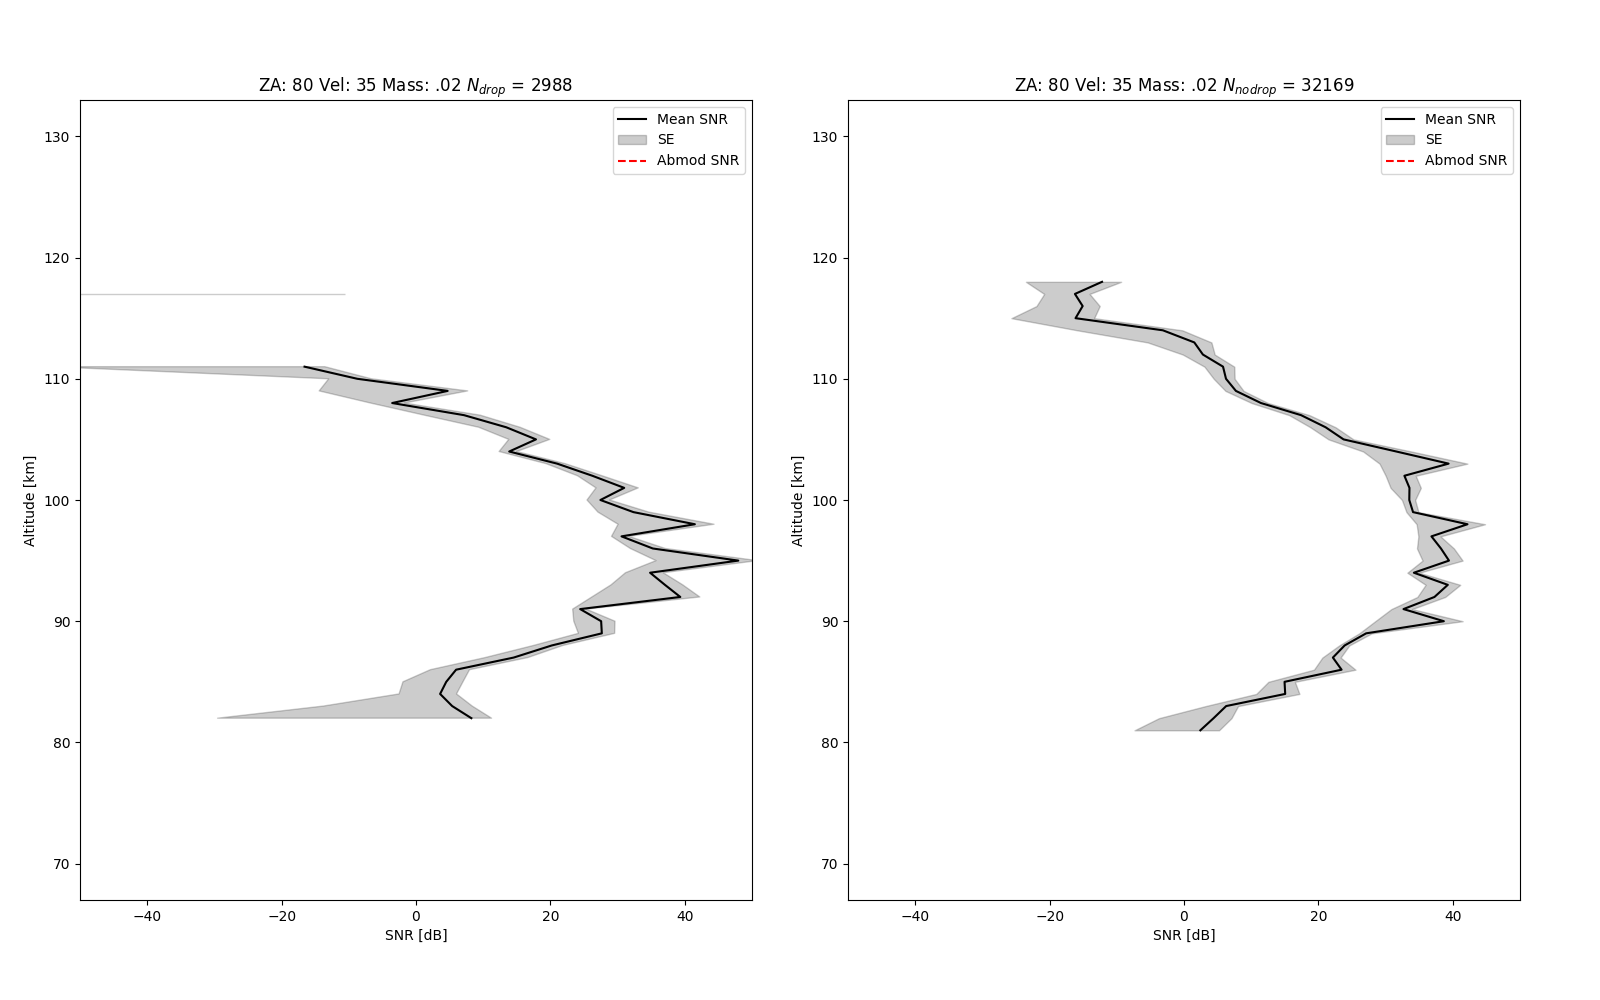 ZA: 80 Vel: 35 Mass: .02 N_drop = 2988
Mean SNR
SE
Abmod SNR
130
120
110
100
90
80
70
Altitude [km]
−40 −20 0 20 40
SNR [dB]
ZA: 80 Vel: 35 Mass: .02 N_nodrop = 32169
Mean SNR
SE
Abmod SNR
130
120
110
100
90
80
70
Altitude [km]
−40 −20 0 20 40
SNR [dB]